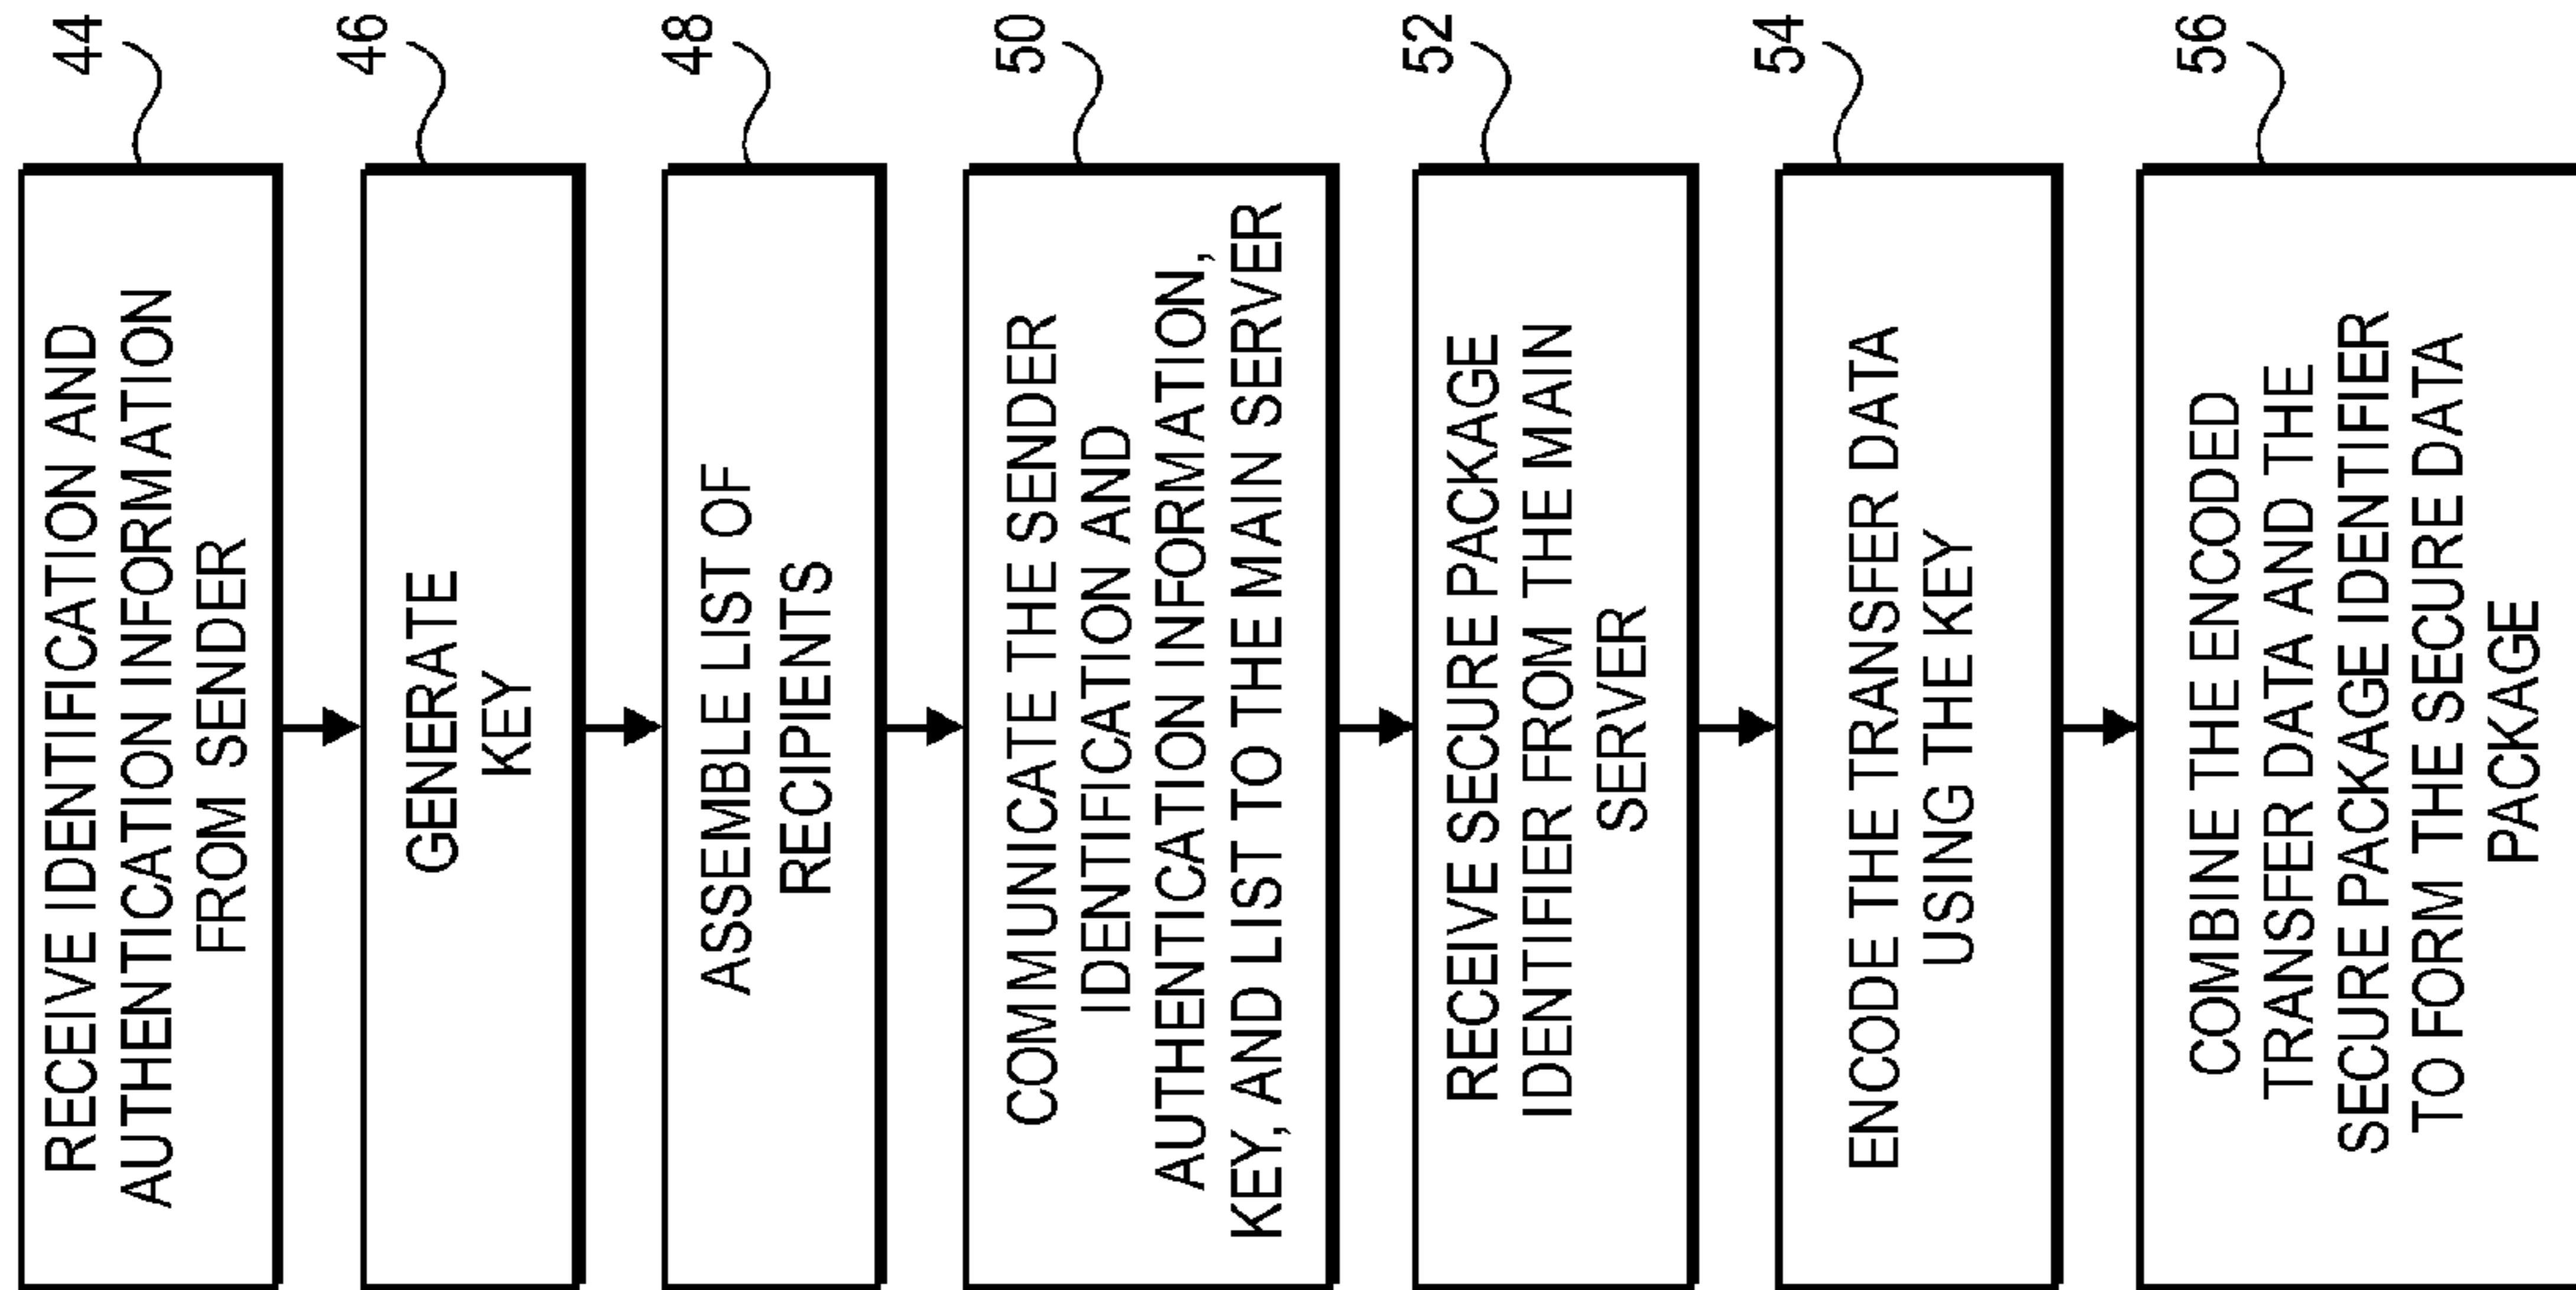 RECEIVE IDENTIFICATION AND
AUTHENTICATION INFORMATION
FROM SENDER
44
GENERATE
KEY
46
ASSEMBLE LIST OF
RECIPIENTS
48
COMMUNICATE THE SENDER
IDENTIFICATION AND
AUTHENTICATION INFORMATION,
KEY, AND LIST TO THE MAIN SERVER
50
RECEIVE SECURE PACKAGE
IDENTIFIER FROM THE MAIN
SERVER
52
ENCODE THE TRANSFER DATA
USING THE KEY
54
COMBINE THE ENCODED
TRANSFER DATA AND THE
SECURE PACKAGE IDENTIFIER
TO FORM THE SECURE DATA
PACKAGE
56